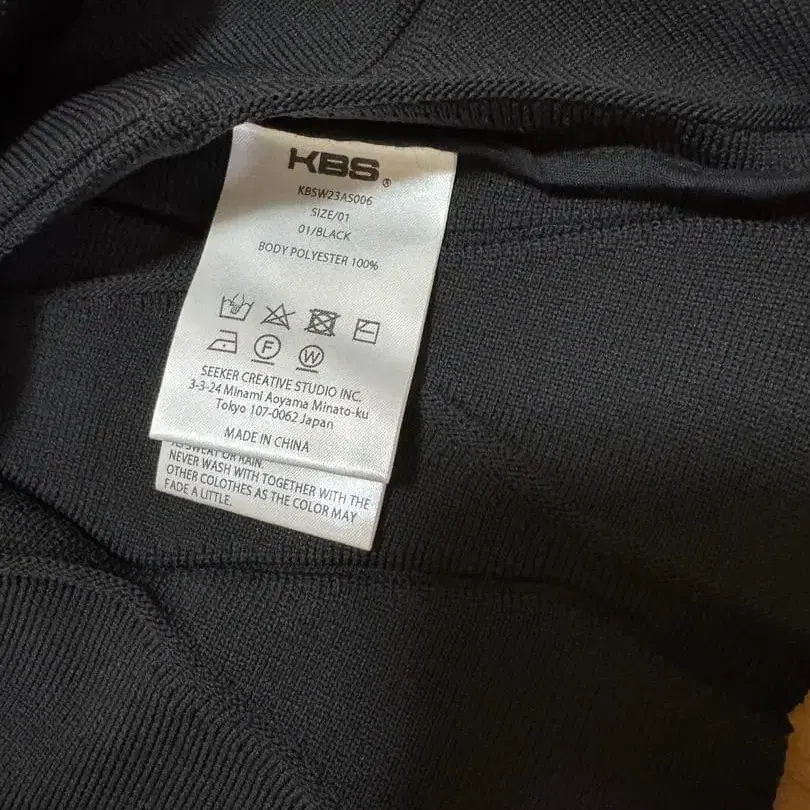 KBS®
KBSW23AS006
SIZE/01
01/BLACK
BODY POLYESTER 100%
F
W
SEEKER CREATIVE STUDIO INC.
3-3-24 Minami Aoyama Minato-ku
Tokyo 107-0062 Japan
MADE IN CHINA
SWEAT OR RAIN.
NEVER WASH WITH TOGETHER WITH THE
OTHER COLOTHES AS THE COLOR MAY
FADE A LITTLE.